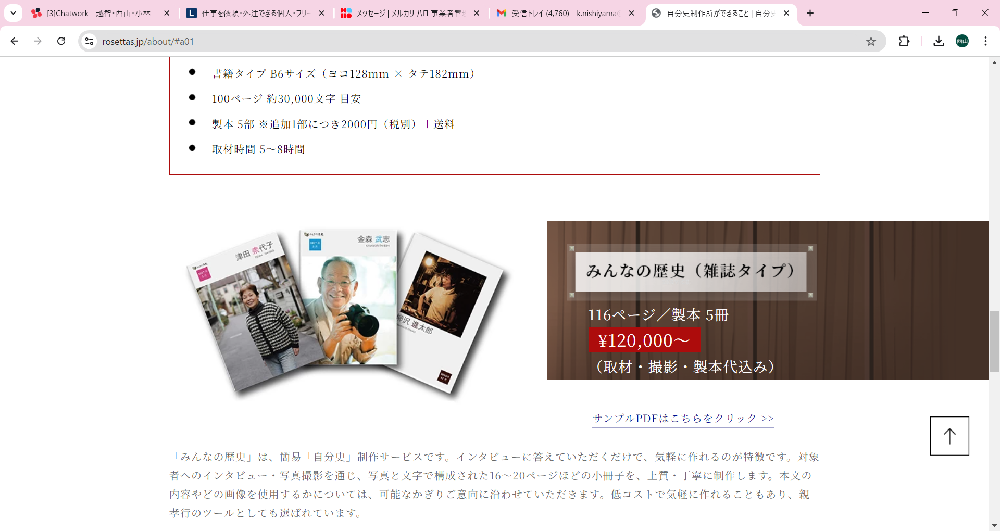 [3]Chatwork - 越智・西山・小林
仕事を依頼・外注できる個人・フリー
メッセージ | メルカリ ハロ 事業者管理
受信トレイ (4,760) - k.nishiyama@
自分史制作所ができること | 自分史
rosettas.jp/about/#a01
西山
書籍タイプ B6サイズ（ヨコ128mm × タテ182mm）
100ページ 約30,000文字 目安
製本 5部 ※追加1部につき2000円（税別）＋送料
取材時間 5〜8時間
津田 奈代子
金森 武志
柳沢 進太郎
みんなの歴史（雑誌タイプ）
116ページ／製本 5冊
¥120,000〜
（取材・撮影・製本代込み）
サンプルPDFはこちらをクリック >>
「みんなの歴史」は、簡易「自分史」制作サービスです。インタビューに答えていただくだけで、気軽に作れるのが特徴です。対象
者へのインタビュー・写真撮影を通じ、写真と文字で構成された16〜20ページほどの小冊子を、上質・丁寧に制作します。本文の
内容やどの画像を使用するかについては、可能なかぎりご意向に沿わせていただきます。低コストで気軽に作れることもあり、親
孝行のツールとしても選ばれています。